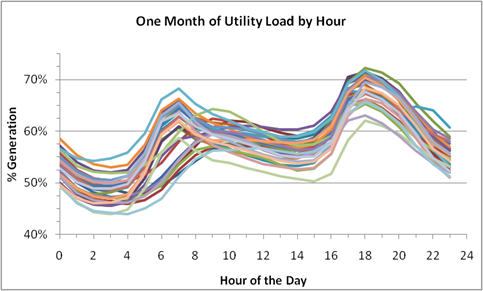 One Month of Utility Load by Hour
% Generation
70%
60%
50%
40%
0 2 4 6 8 10 12 14 16 18 20 22 24
Hour of the Day